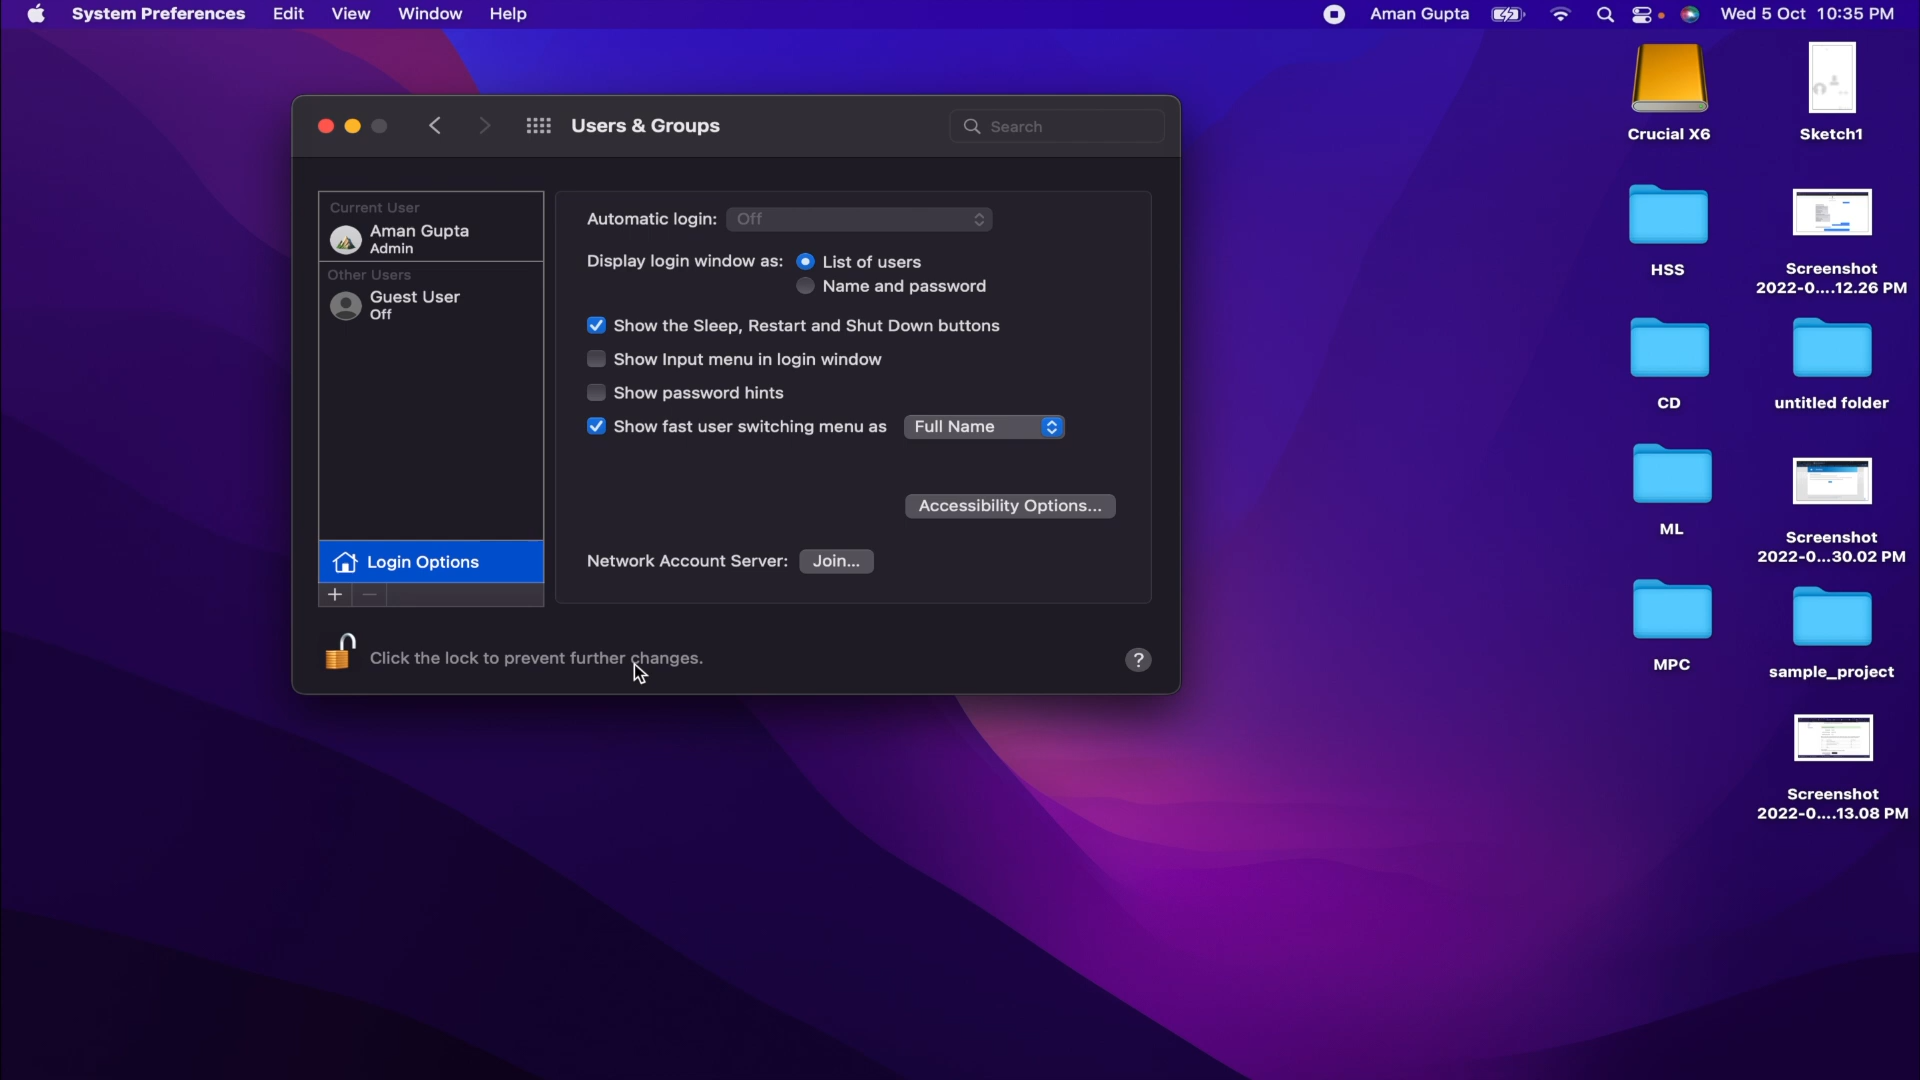 System Preferences Edit View Window Help
Aman Gupta Wed 5 Oct 10:35 PM
Users & Groups
Search
Current User
Aman Gupta
Admin
Other Users
Guest User
Off
Login Options
Automatic login: Off
Display login window as: List of users
Name and password
Show the Sleep, Restart and Shut Down buttons
Show Input menu in login window
Show password hints
Show fast user switching menu as Full Name
Accessibility Options...
Network Account Server: Join...
Click the lock to prevent further changes.
?
Crucial X6
Sketch1
HSS
Screenshot
2022-0....12.26 PM
CD
untitled folder
ML
Screenshot
2022-0...30.02 PM
MPC
sample_project
Screenshot
2022-0....13.08 PM